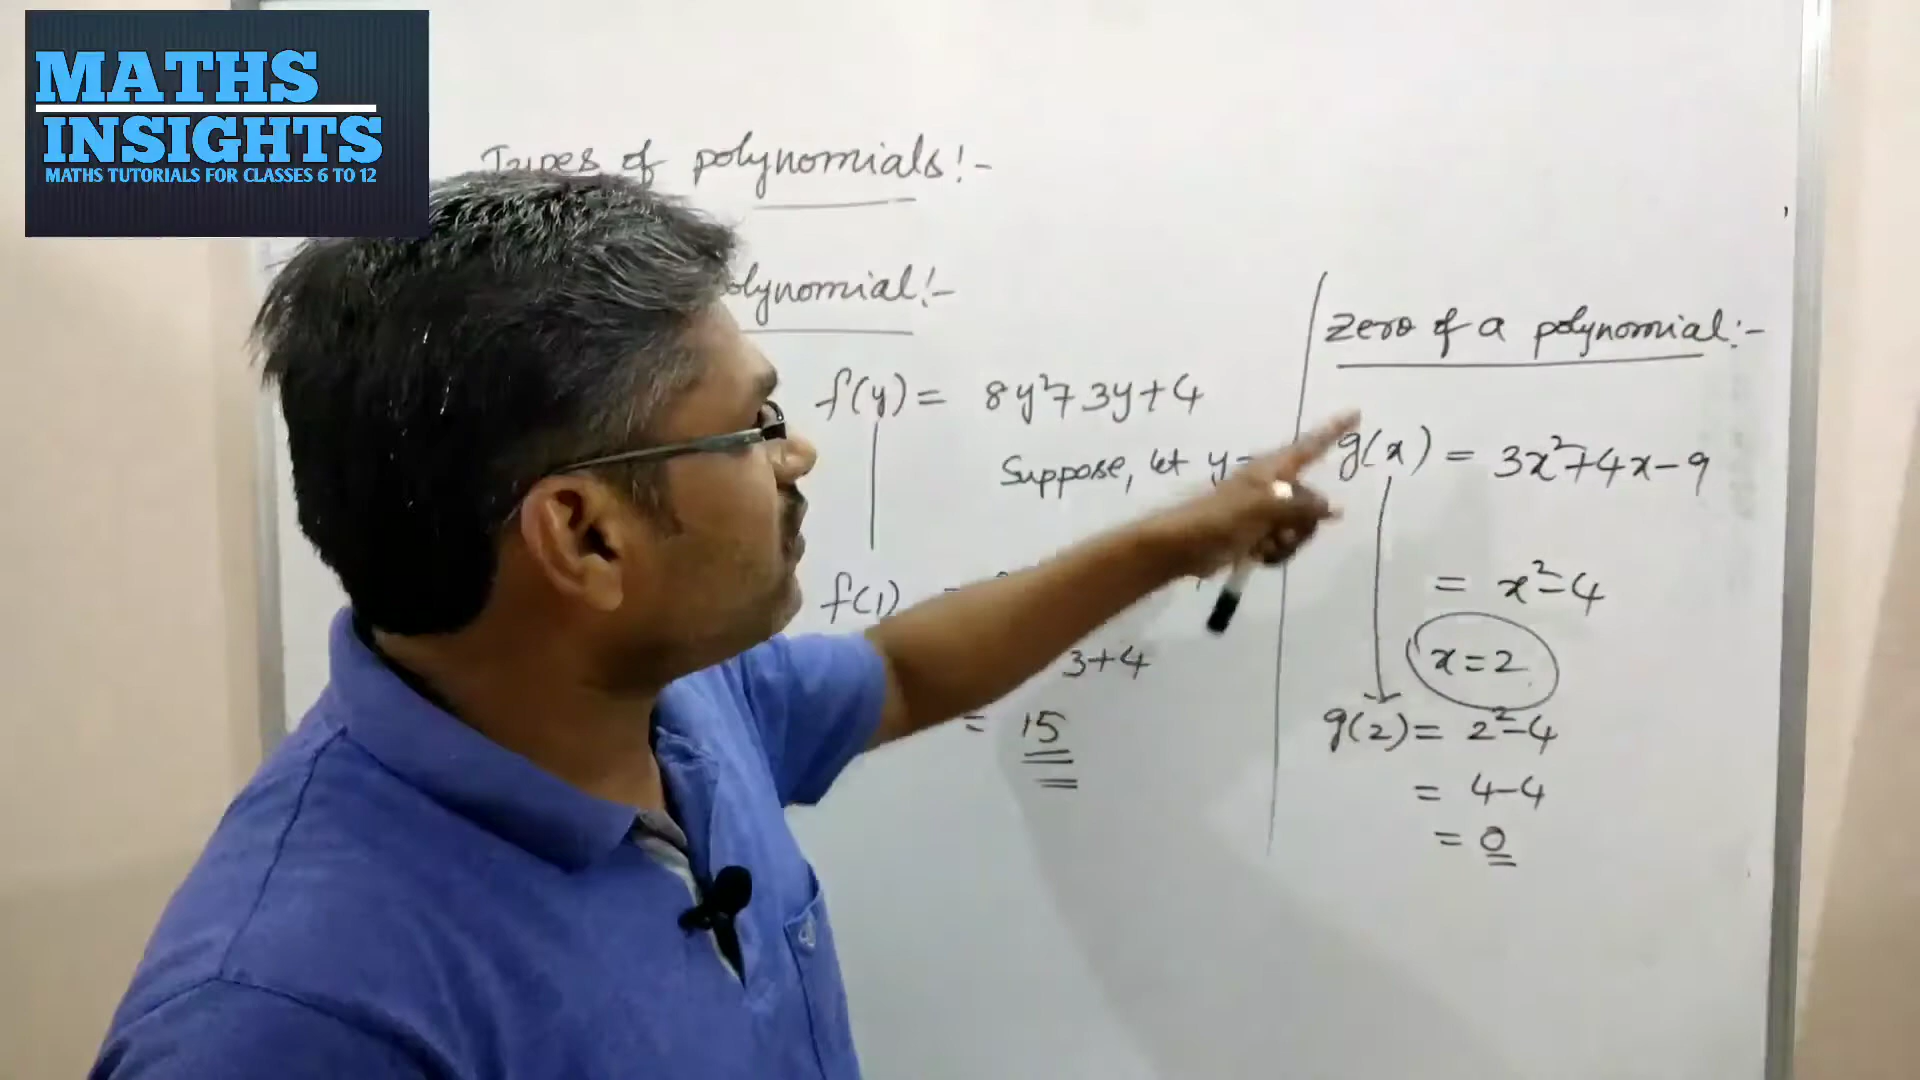 MATHS
INSIGHTS
MATHS TUTORIALS FOR CLASSES 6 TO 12
Types of polynomials:-
polynomial:-
f(y) = 8y²+3y+4
Suppose, let y=
f(1) =
3+4
= 15
Zero of a polynomial:-
g(x) = 3x²+4x-9
= x²-4
x=2
g(2) = 2²-4
= 4-4
= 0